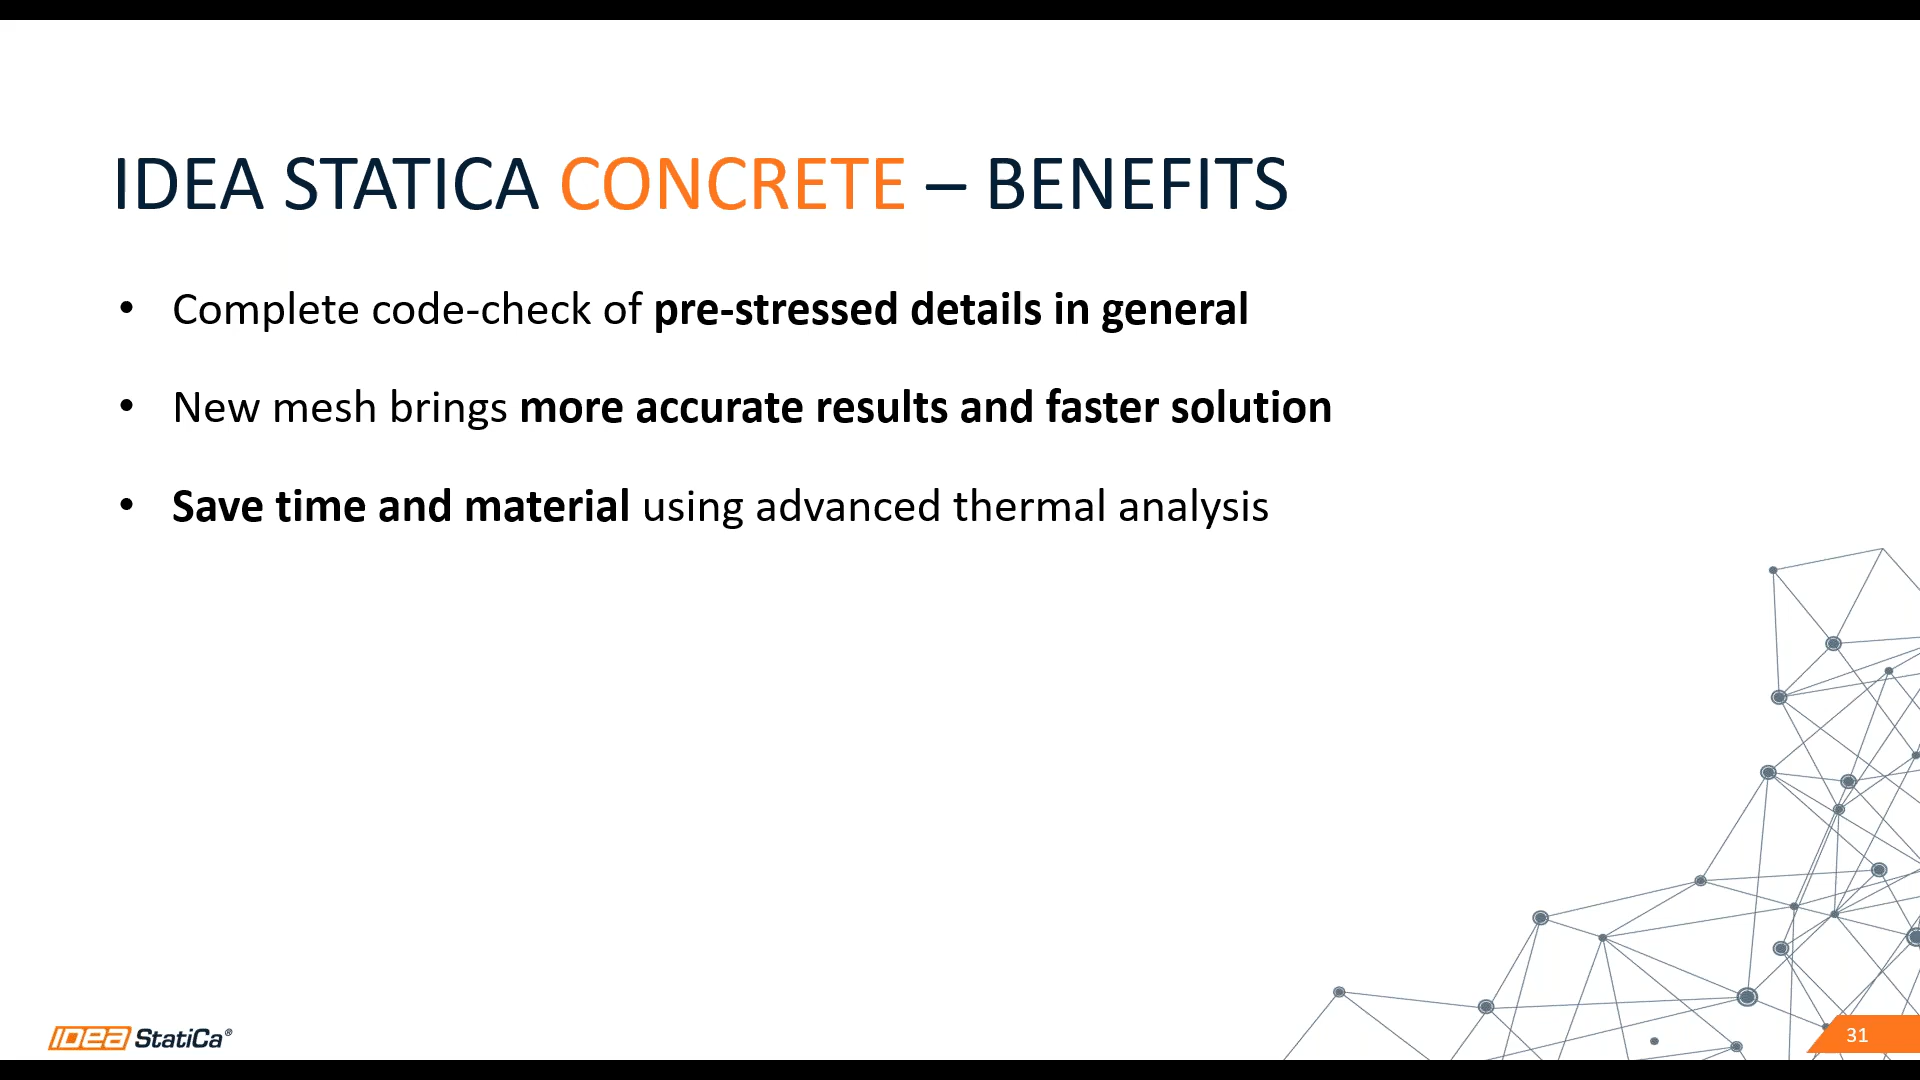 IDEA STATICA CONCRETE – BENEFITS
• Complete code-check of pre-stressed details in general
• New mesh brings more accurate results and faster solution
• Save time and material using advanced thermal analysis
IDEA StatiCa®
31